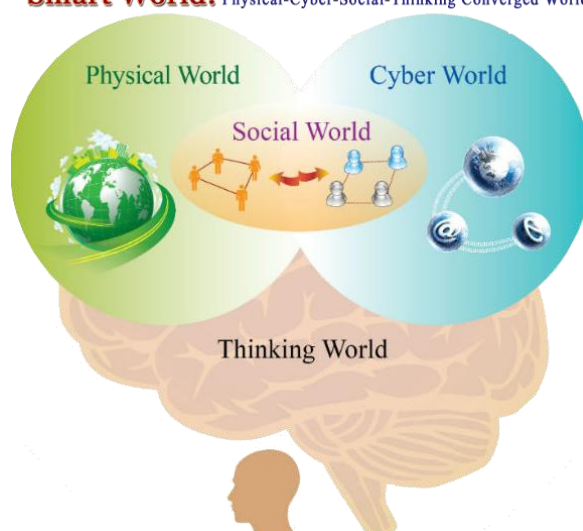 Smart World: Physical-Cyber-Social-Thinking Converged World
Physical World
Cyber World
Social World
@ e
Thinking World